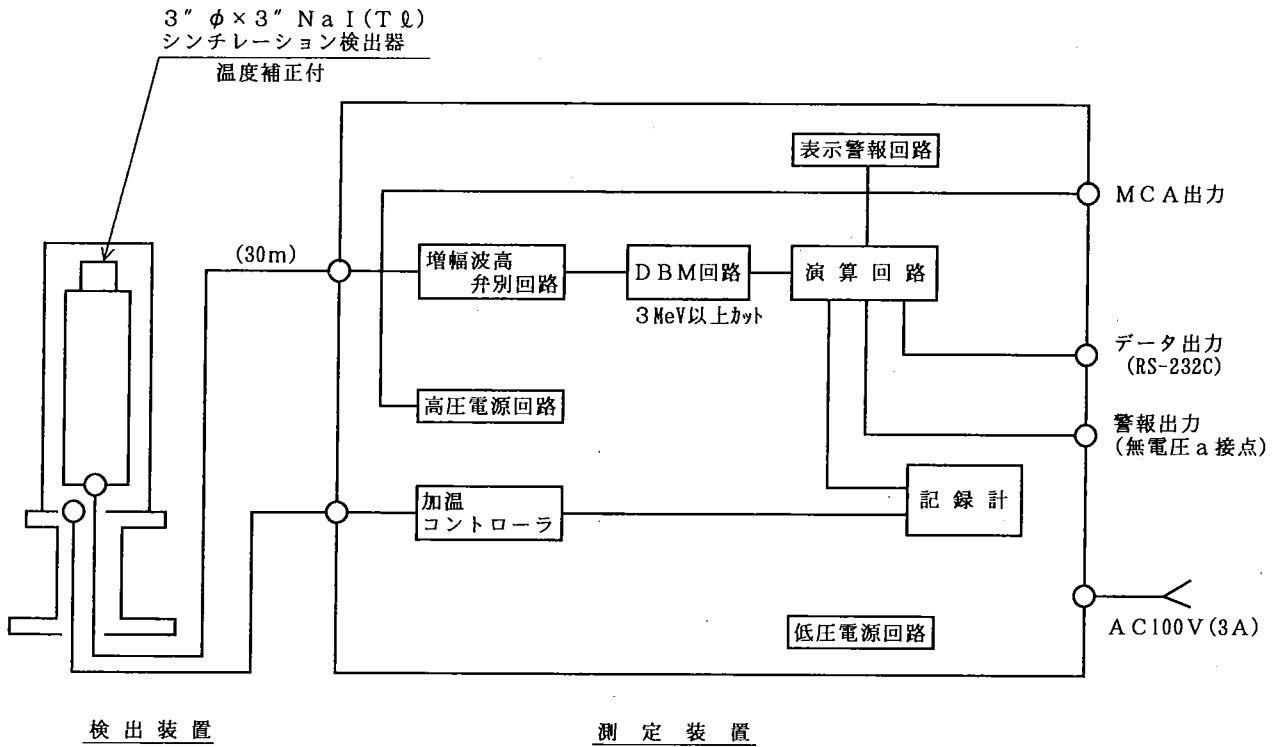 3″φ×3″NaI(Tℓ)
シンチレーション検出器
温度補正付
表示警報回路
MCA出力
(30m)
増幅波高
弁別回路
DBM回路
演算回路
3MeV以上カット
データ出力
(RS-232C)
高圧電源回路
警報出力
(無電圧a接点)
加温
コントローラ
記録計
AC100V(3A)
低圧電源回路
検出装置
測定装置